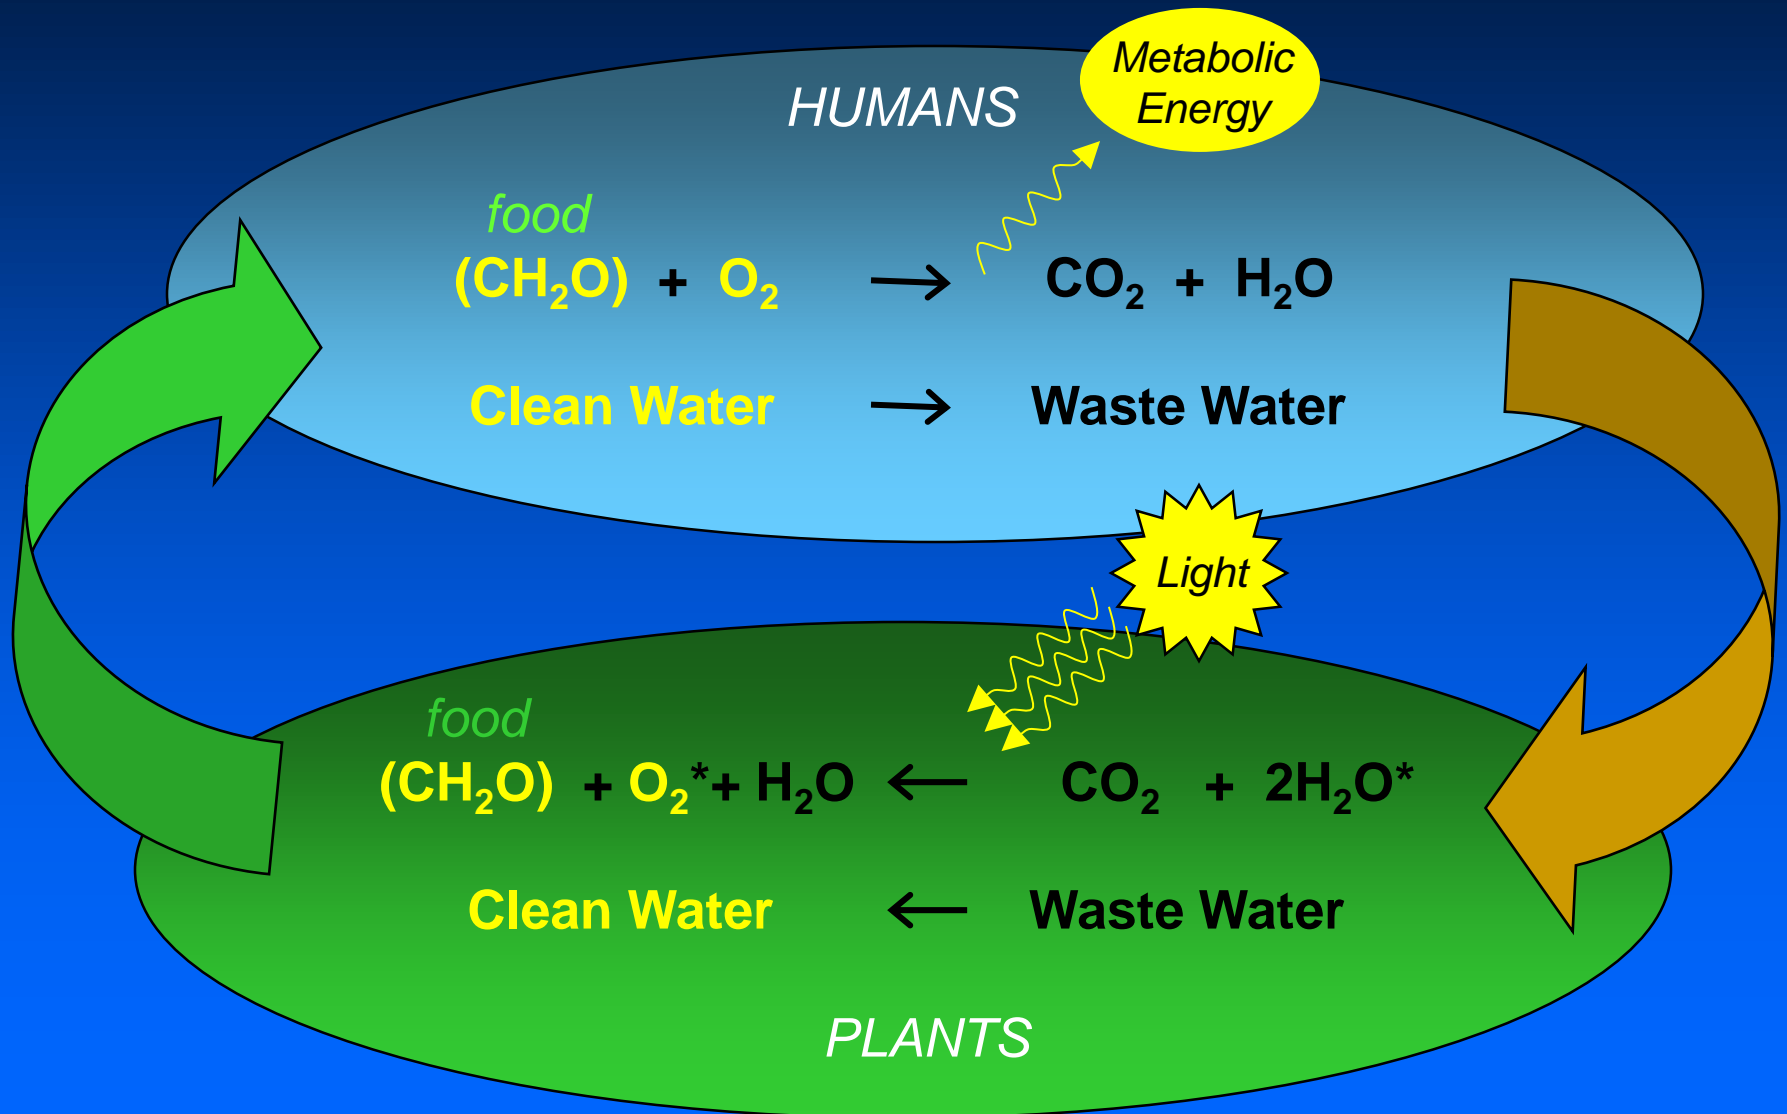 Metabolic
Energy
HUMANS
food
(CH₂O) + O₂ → CO₂ + H₂O
Clean Water → Waste Water
Light
food
(CH₂O) + O₂*+ H₂O ← CO₂ + 2H₂O*
Clean Water ← Waste Water
PLANTS